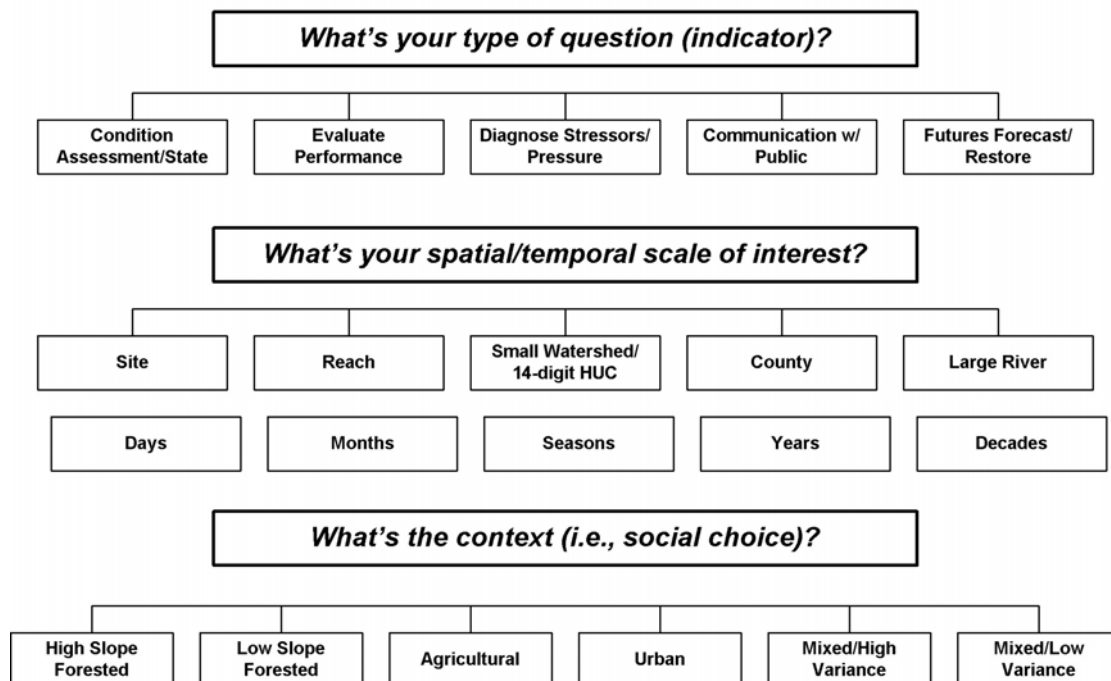 What's your type of question (indicator)?
Condition
Assessment/State
Evaluate
Performance
Diagnose Stressors/
Pressure
Communication w/
Public
Futures Forecast/
Restore
What's your spatial/temporal scale of interest?
Site
Reach
Small Watershed/
14-digit HUC
County
Large River
Days
Months
Seasons
Years
Decades
What's the context (i.e., social choice)?
High Slope
Forested
Low Slope
Forested
Agricultural
Urban
Mixed/High
Variance
Mixed/Low
Variance